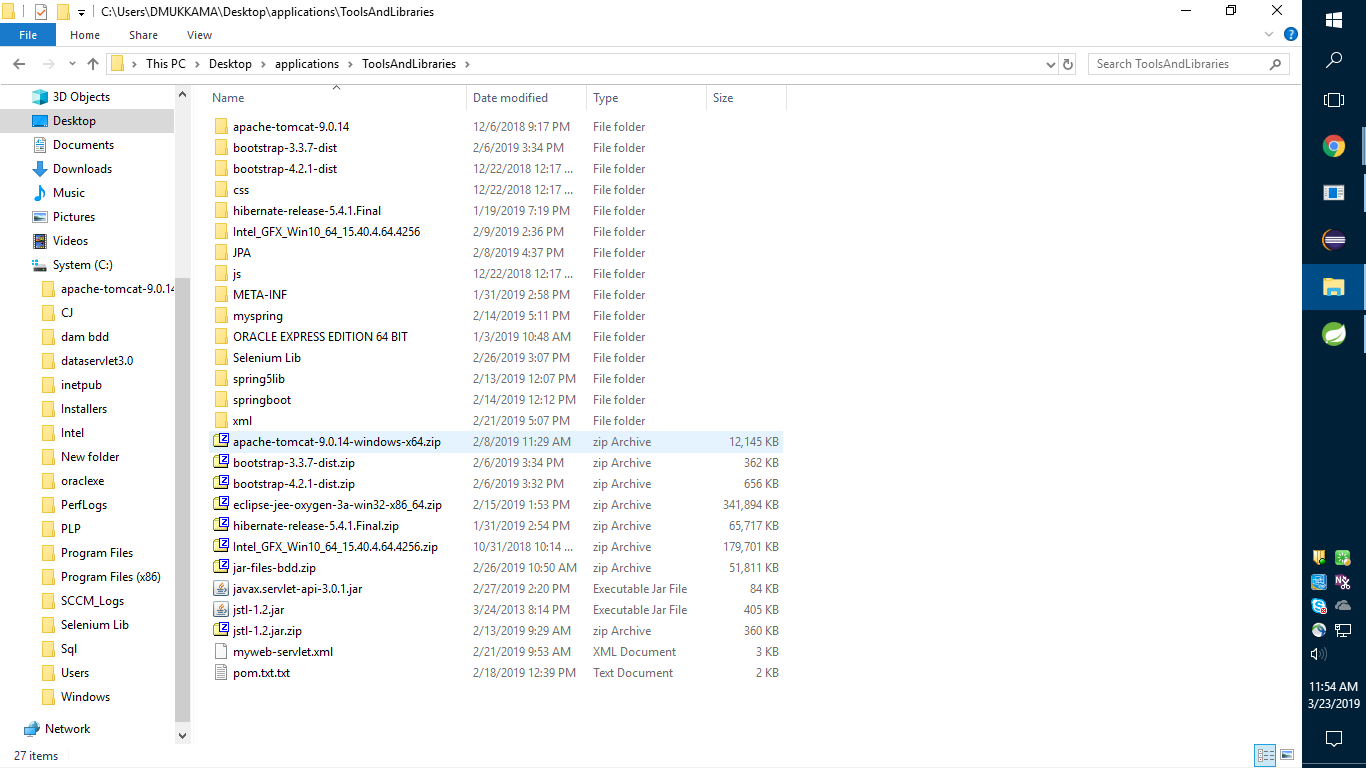 C:\Users\DMUKKAMA\Desktop\applications\ToolsAndLibraries
File Home Share View
This PC Desktop applications ToolsAndLibraries Search ToolsAndLibraries
3D Objects
Desktop
Documents
Downloads
Music
Pictures
Videos
System (C:)
apache-tomcat-9.0.14
CJ
dam bdd
dataservlet3.0
inetpub
Installers
Intel
New folder
oraclexe
PerfLogs
PLP
Program Files
Program Files (x86)
SCCM_Logs
Selenium Lib
Sql
Users
Windows
Network
Name Date modified Type Size
apache-tomcat-9.0.14 12/6/2018 9:17 PM File folder
bootstrap-3.3.7-dist 2/6/2019 3:34 PM File folder
bootstrap-4.2.1-dist 12/22/2018 12:17 ... File folder
css 12/22/2018 12:17 ... File folder
hibernate-release-5.4.1.Final 1/19/2019 7:19 PM File folder
Intel_GFX_Win10_64_15.40.4.64.4256 2/9/2019 2:36 PM File folder
JPA 2/8/2019 4:37 PM File folder
js 12/22/2018 12:17 ... File folder
META-INF 1/31/2019 2:58 PM File folder
myspring 2/14/2019 5:11 PM File folder
ORACLE EXPRESS EDITION 64 BIT 1/3/2019 10:48 AM File folder
Selenium Lib 2/26/2019 3:07 PM File folder
spring5lib 2/13/2019 12:07 PM File folder
springboot 2/14/2019 12:12 PM File folder
xml 2/21/2019 5:07 PM File folder
apache-tomcat-9.0.14-windows-x64.zip 2/8/2019 11:29 AM zip Archive 12,145 KB
bootstrap-3.3.7-dist.zip 2/6/2019 3:34 PM zip Archive 362 KB
bootstrap-4.2.1-dist.zip 2/6/2019 3:32 PM zip Archive 656 KB
eclipse-jee-oxygen-3a-win32-x86_64.zip 2/15/2019 1:53 PM zip Archive 341,894 KB
hibernate-release-5.4.1.Final.zip 1/31/2019 2:54 PM zip Archive 65,717 KB
Intel_GFX_Win10_64_15.40.4.64.4256.zip 10/31/2018 10:14 ... zip Archive 179,701 KB
jar-files-bdd.zip 2/26/2019 10:50 AM zip Archive 51,811 KB
javax.servlet-api-3.0.1.jar 2/27/2019 2:20 PM Executable Jar File 84 KB
jstl-1.2.jar 3/24/2013 8:14 PM Executable Jar File 405 KB
jstl-1.2.jar.zip 2/13/2019 9:29 AM zip Archive 360 KB
myweb-servlet.xml 2/21/2019 9:53 AM XML Document 3 KB
pom.txt.txt 2/18/2019 12:39 PM Text Document 2 KB
27 items
11:54 AM
3/23/2019